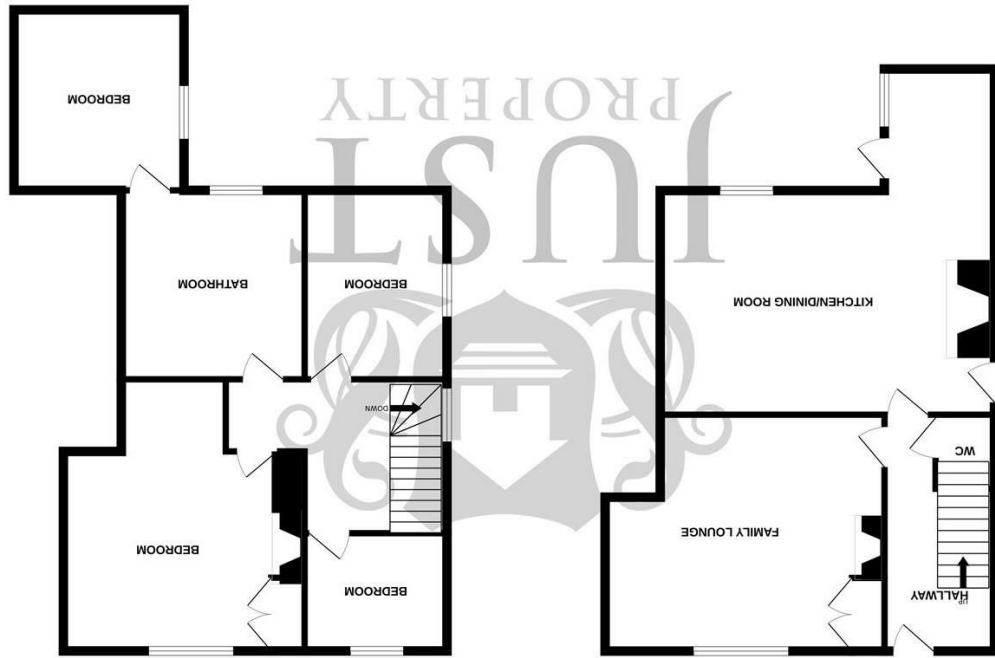 UP
HALLWAY
FAMILY LOUNGE
WC
KITCHEN/DINING ROOM
BEDROOM
BEDROOM
DOWN
BEDROOM
BATHROOM
BEDROOM
JUST
PROPERTY